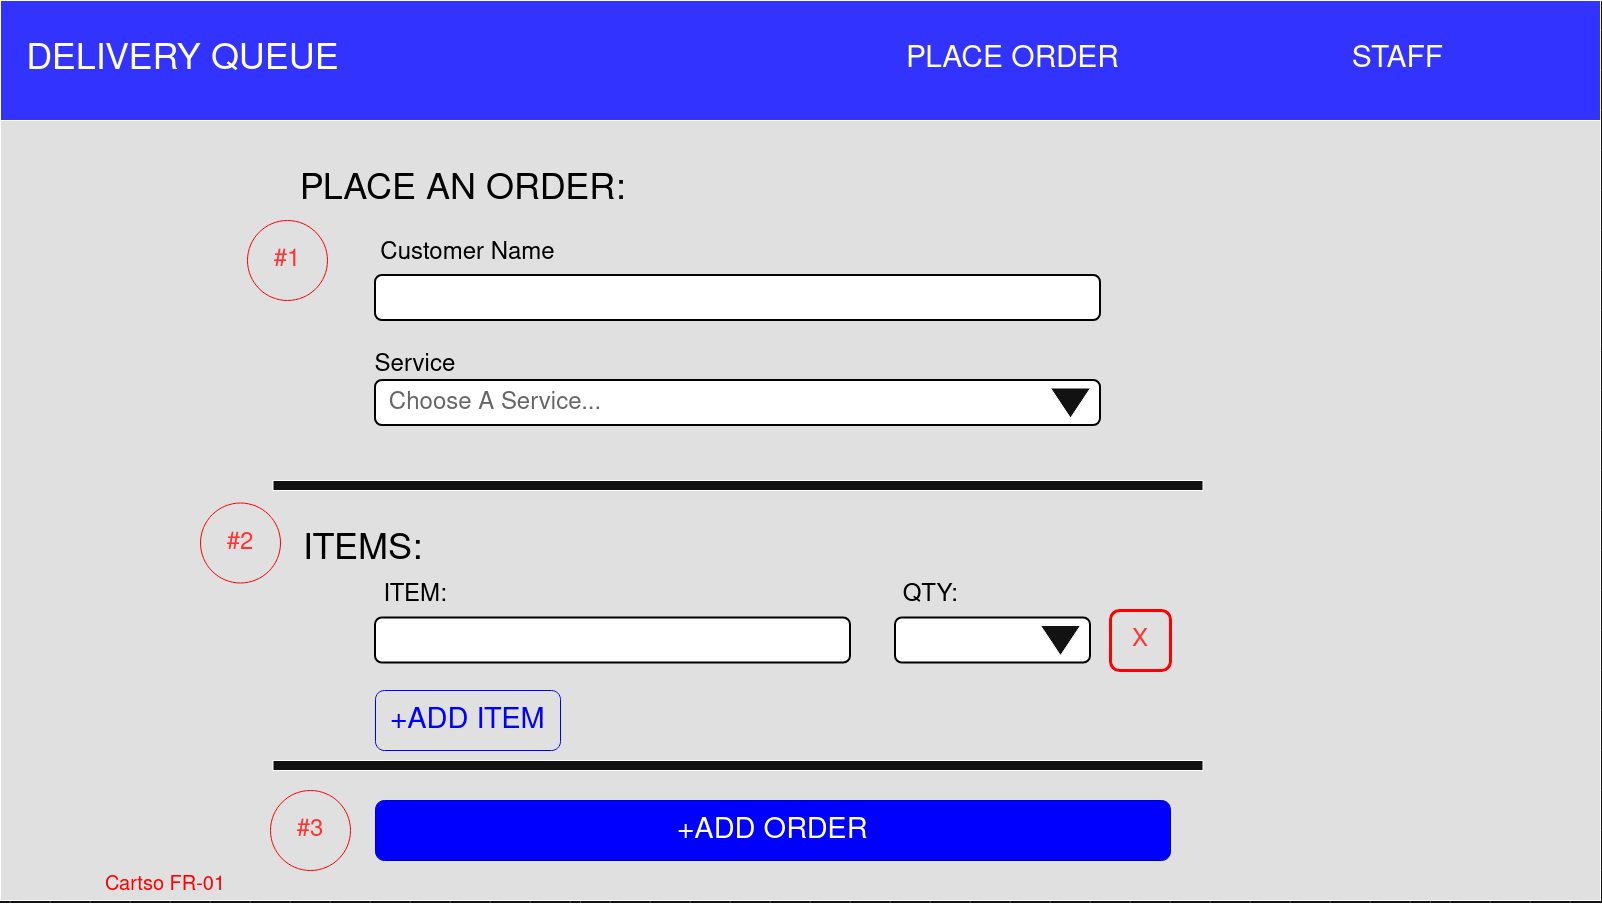 DELIVERY QUEUE
PLACE ORDER
STAFF
PLACE AN ORDER:
#1
Customer Name
Service
Choose A Service...
#2
ITEMS:
ITEM:
QTY:
X
+ADD ITEM
#3
+ADD ORDER
Cartso FR-01